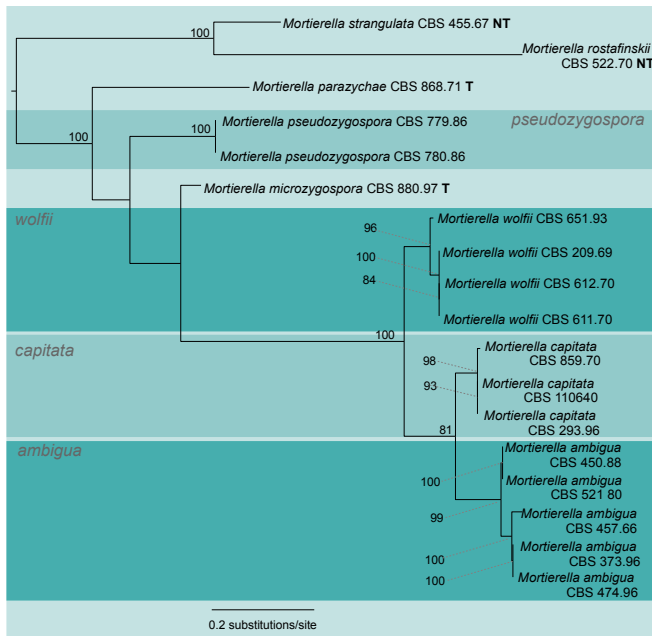 Mortierella strangulata CBS 455.67 NT
100
Mortierella rostafinskii
CBS 522.70 NT
Mortierella parazychae CBS 868.71 T
100
Mortierella pseudozygospora CBS 779.86
pseudozygospora
100
Mortierella pseudozygospora CBS 780.86
Mortierella microzygospora CBS 880.97 T
wolfii
Mortierella wolfii CBS 651.93
96
Mortierella wolfii CBS 209.69
100
84
Mortierella wolfii CBS 612.70
Mortierella wolfii CBS 611.70
100
capitata
Mortierella capitata
CBS 859.70
98
93
Mortierella capitata
CBS 110640
Mortierella capitata
CBS 293.96
81
ambigua
Mortierella ambigua
CBS 450.88
100
Mortierella ambigua
CBS 521 80
99
Mortierella ambigua
CBS 457.66
100
Mortierella ambigua
CBS 373.96
100
Mortierella ambigua
CBS 474.96
0.2 substitutions/site